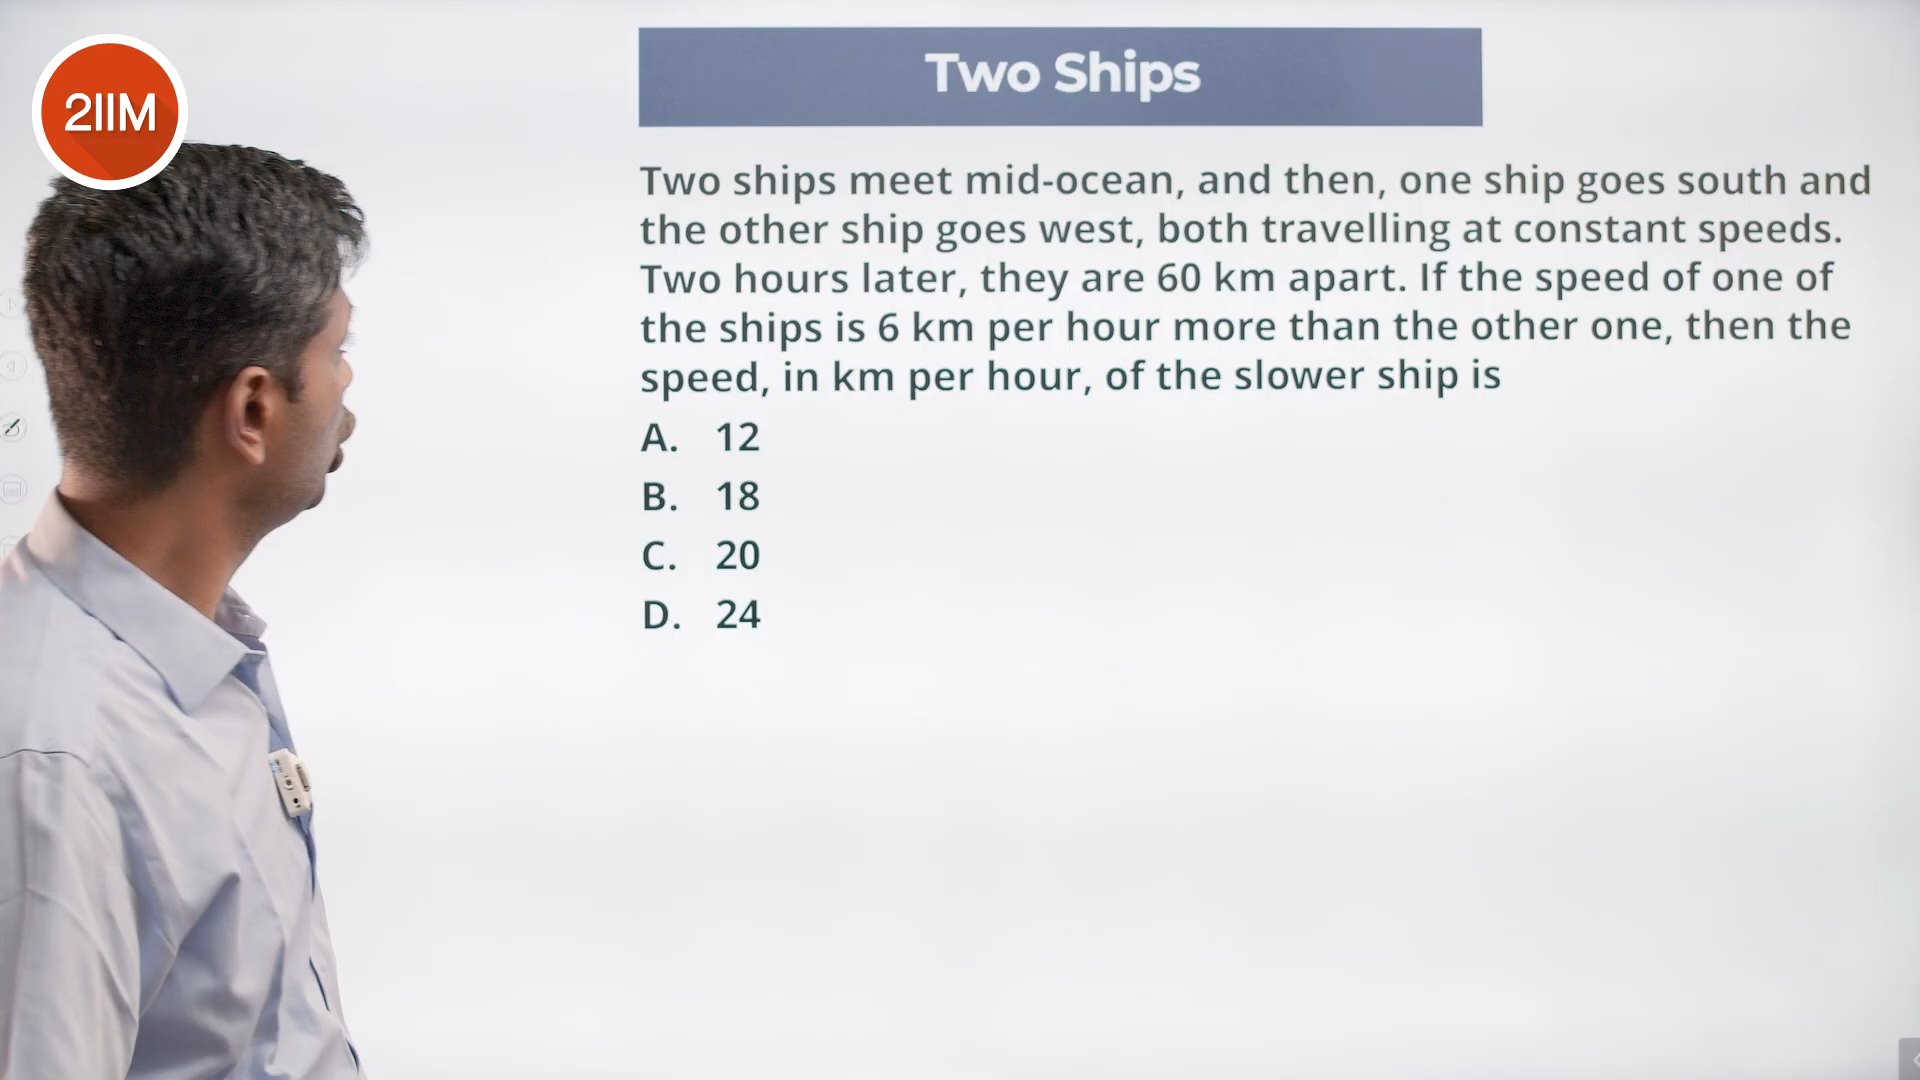 2IIM
Two Ships
Two ships meet mid-ocean, and then, one ship goes south and
the other ship goes west, both travelling at constant speeds.
Two hours later, they are 60 km apart. If the speed of one of
the ships is 6 km per hour more than the other one, then the
speed, in km per hour, of the slower ship is
A. 12
B. 18
C. 20
D. 24